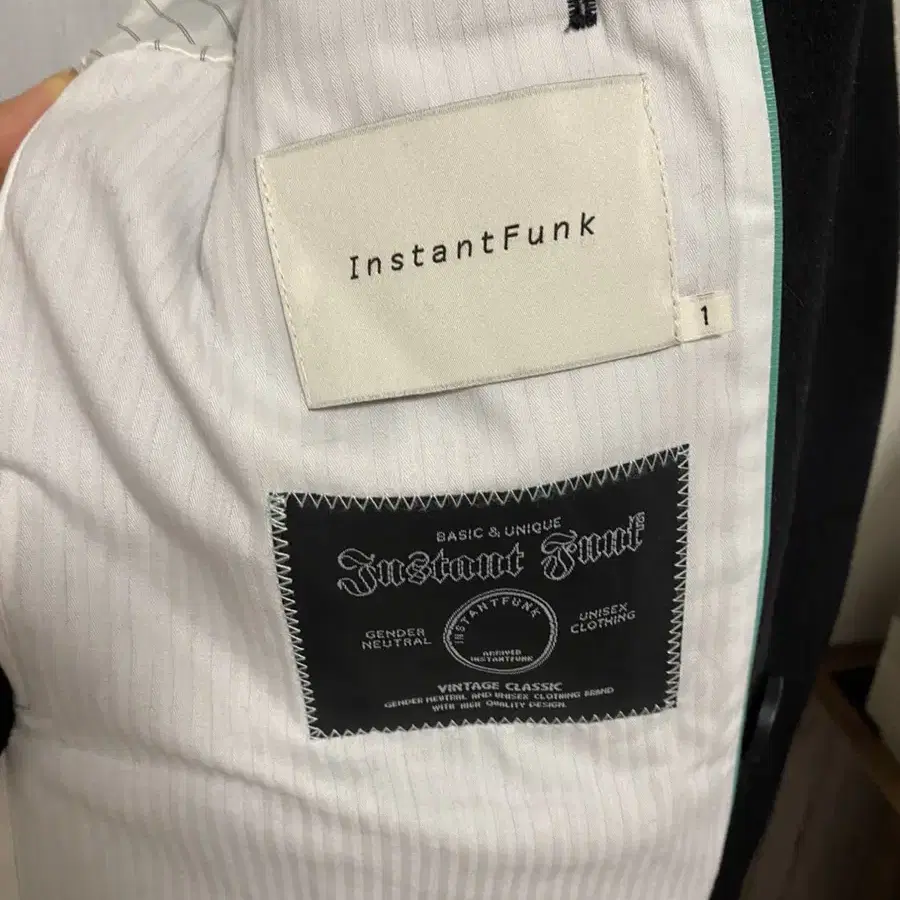 InstantFunk
1
BASIC & UNIQUE
Instant Funk
GENDER
NEUTRAL
INSTANTFUNK
INSTANTFUNK
UNISEX
CLOTHING
VINTAGE CLASSIC
GENDER NEUTRAL AND UNISEX CLOTHING BRAND
WITH HIGH QUALITY DESIGN.